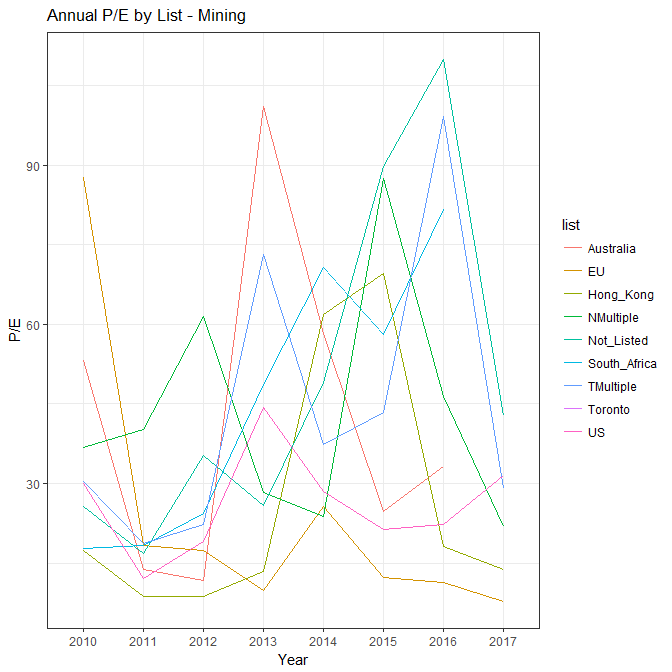 Annual P/E by List - Mining
P/E
90
60
30
2010 2011 2012 2013 2014 2015 2016 2017
Year
list
Australia
EU
Hong_Kong
NMultiple
Not_Listed
South_Africa
TMultiple
Toronto
US